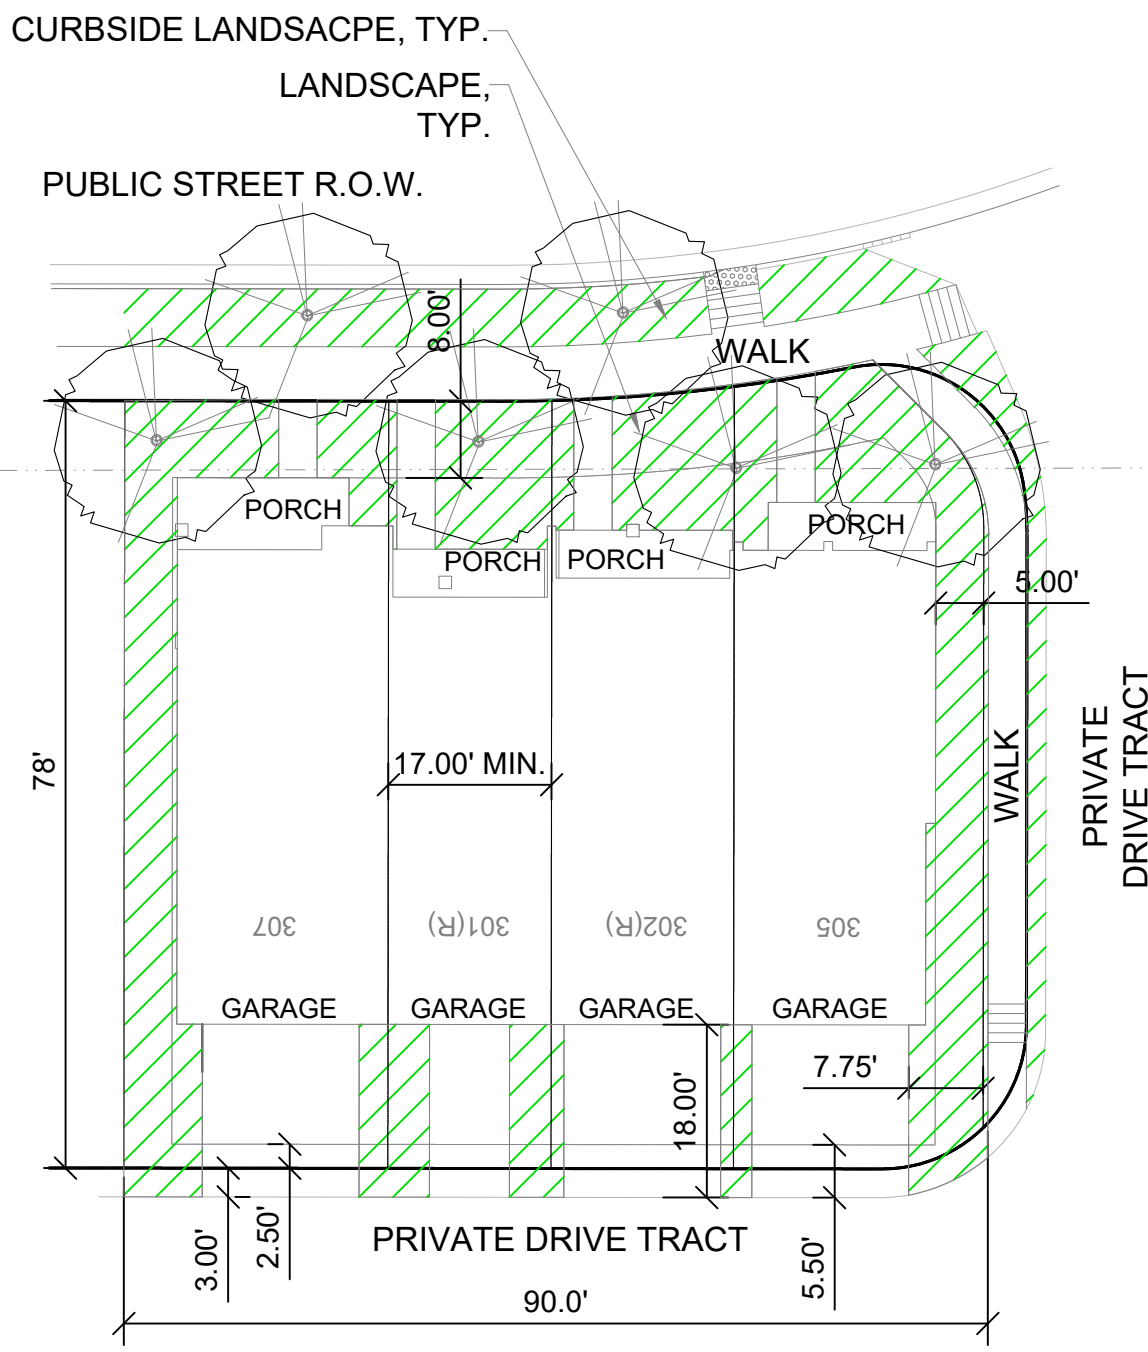 CURBSIDE LANDSACPE, TYP.
LANDSCAPE,
TYP.
PUBLIC STREET R.O.W.
8.00'
WALK
PORCH
PORCH
PORCH
PORCH
5.00'
78'
17.00' MIN.
WALK
PRIVATE
DRIVE TRACT
307
301(R)
302(R)
305
GARAGE
GARAGE
GARAGE
GARAGE
7.75'
18.00'
3.00'
2.50'
PRIVATE DRIVE TRACT
5.50'
90.0'